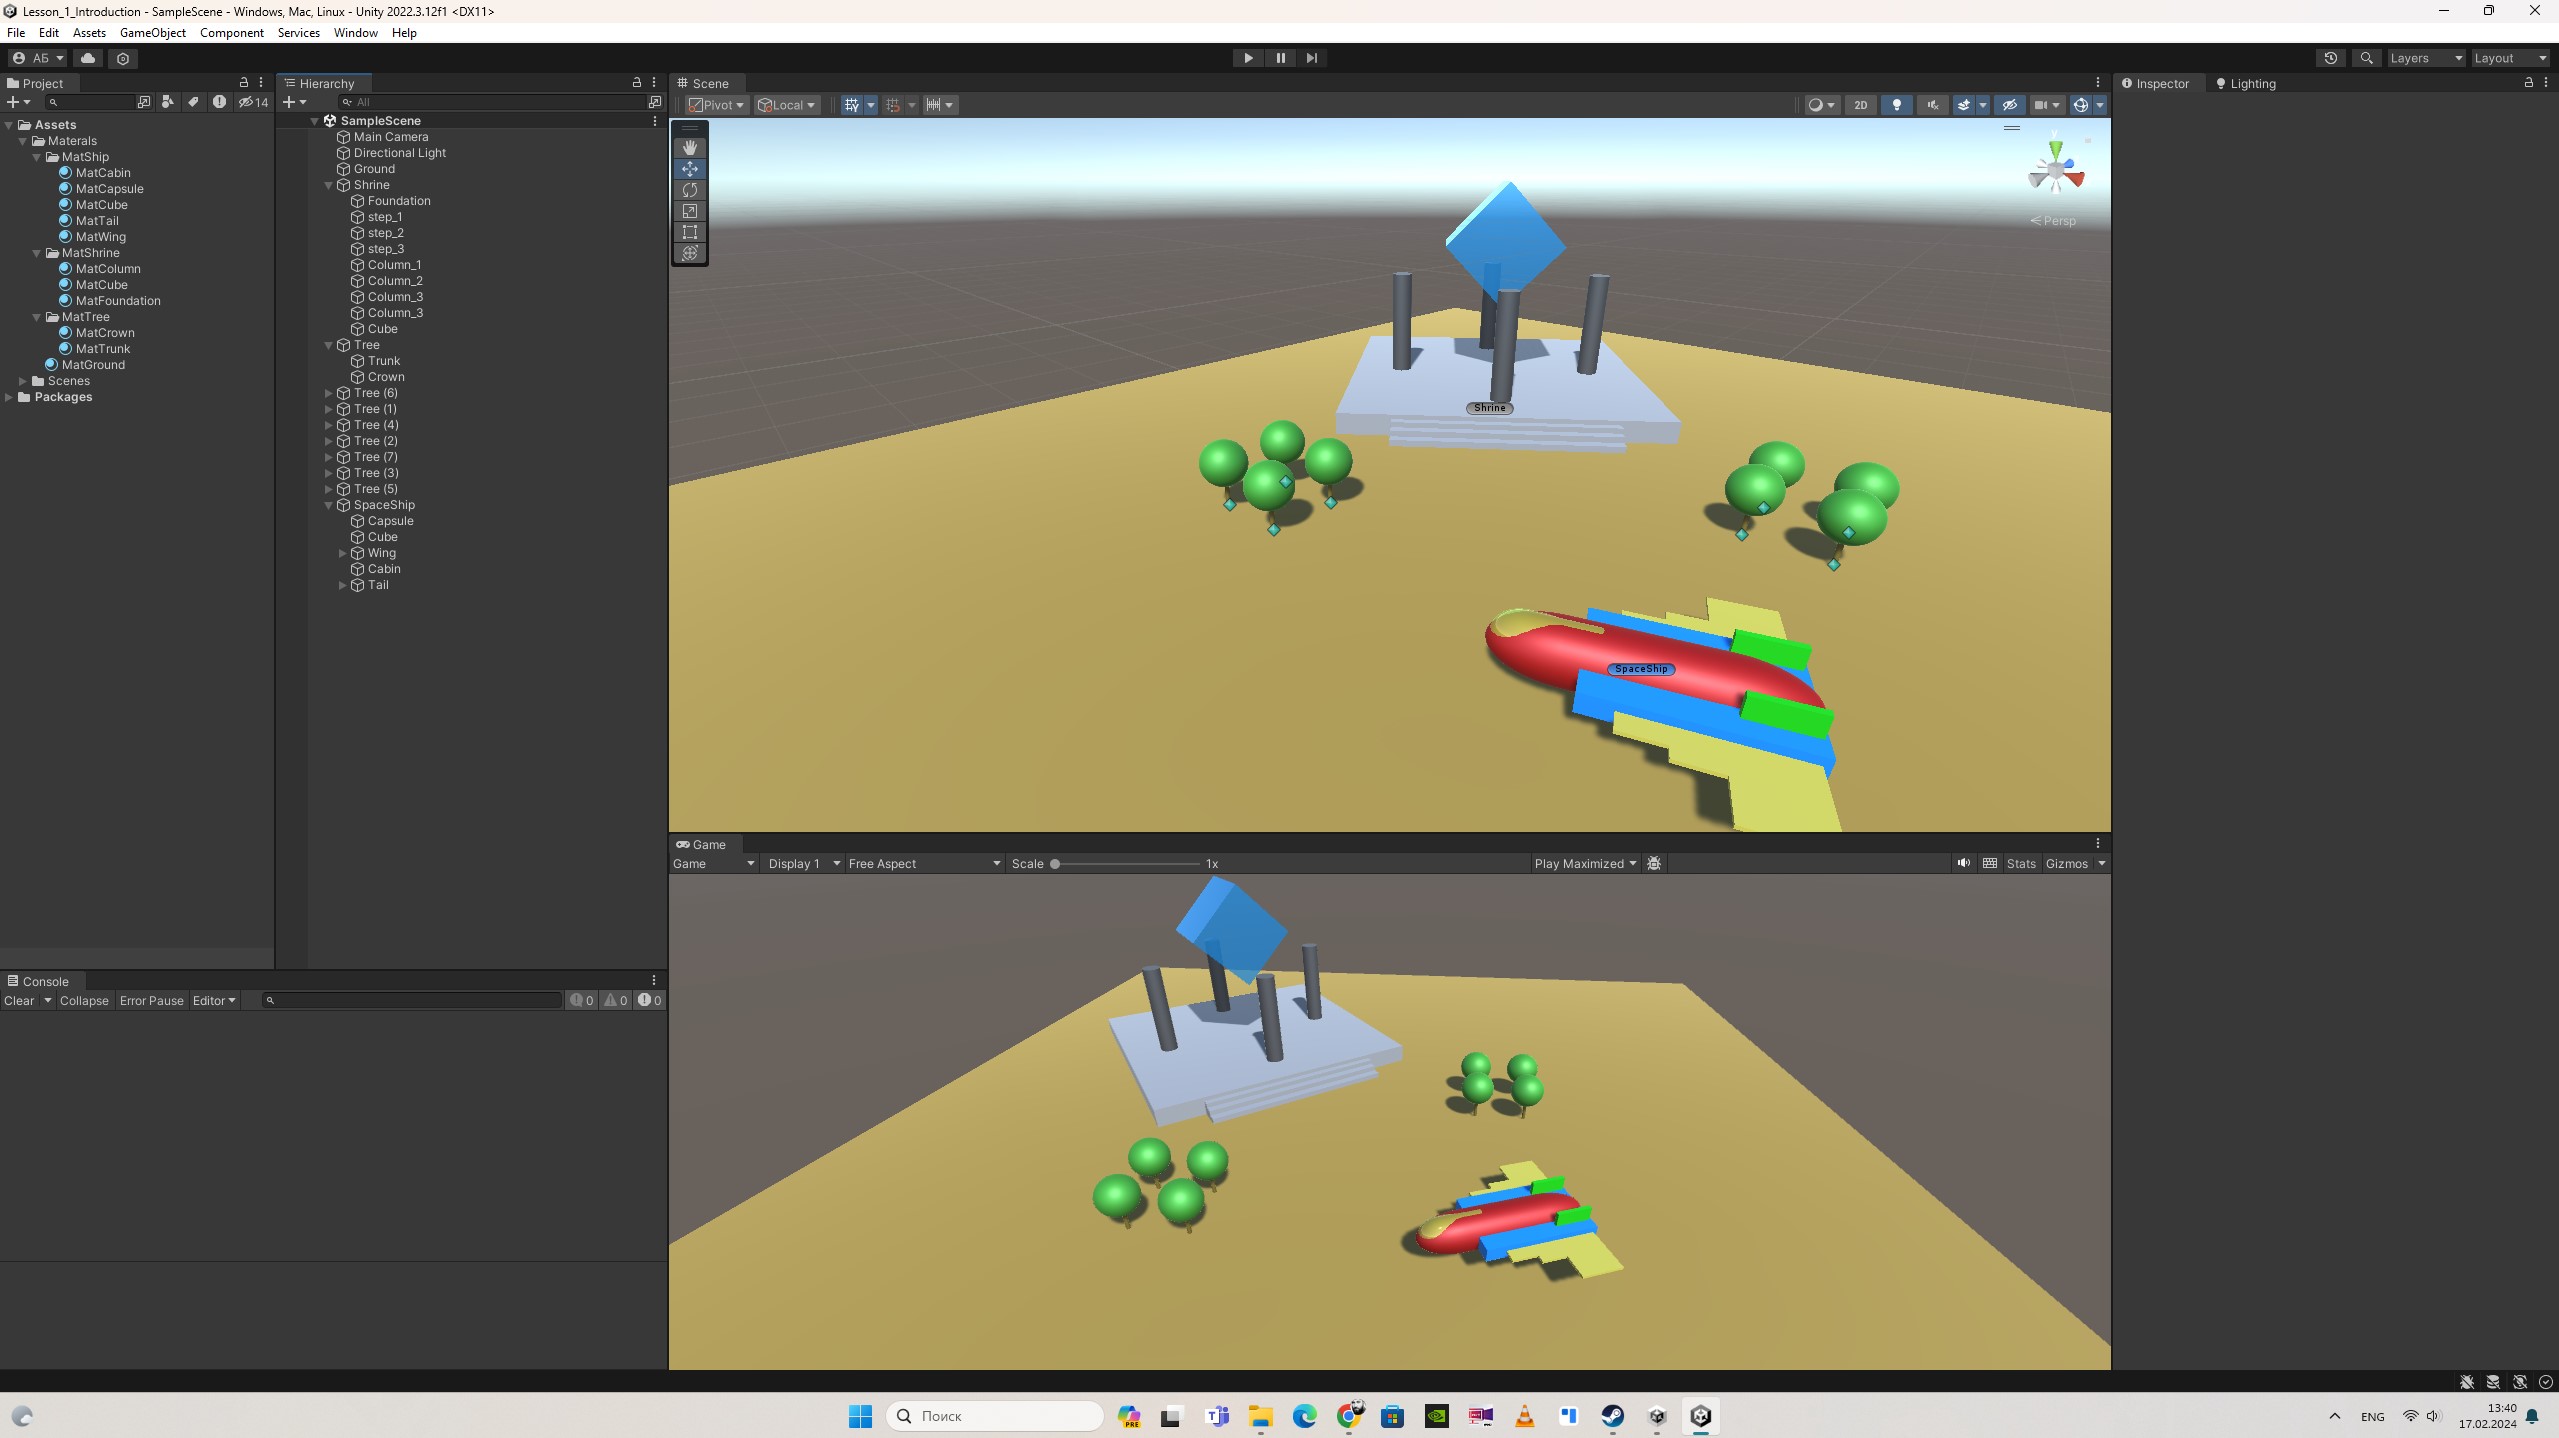 Lesson_1_Introduction - SampleScene - Windows, Mac, Linux - Unity 2022.3.12f1 <DX11>
File Edit Assets GameObject Component Services Window Help
АБ
Layers
Layout
Project
14
Assets
Materals
MatShip
MatCabin
MatCapsule
MatCube
MatTail
MatWing
MatShrine
MatColumn
MatCube
MatFoundation
MatTree
MatCrown
MatTrunk
MatGround
Scenes
Packages
Hierarchy
All
SampleScene
Main Camera
Directional Light
Ground
Shrine
Foundation
step_1
step_2
step_3
Column_1
Column_2
Column_3
Column_3
Cube
Tree
Trunk
Crown
Tree (6)
Tree (1)
Tree (4)
Tree (2)
Tree (7)
Tree (3)
Tree (5)
SpaceShip
Capsule
Cube
Wing
Cabin
Tail
Scene
Pivot
Local
2D
y
Persp
Shrine
SpaceShip
Game
Game Display 1 Free Aspect Scale 1x Play Maximized Stats Gizmos
Inspector Lighting
Console
Clear Collapse Error Pause Editor 0 0 0
Поиск
PRE
ENG
13:40
17.02.2024